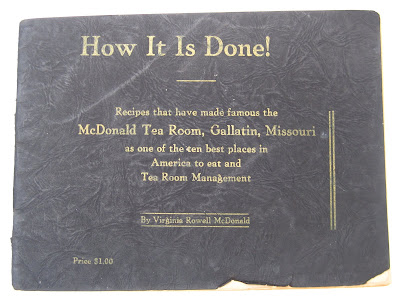 How It Is Done!
Recipes that have made famous the
McDonald Tea Room, Gallatin, Missouri
as one of the ten best places in
America to eat and
Tea Room Management
By Virginia Rowell McDonald
Price $1.00